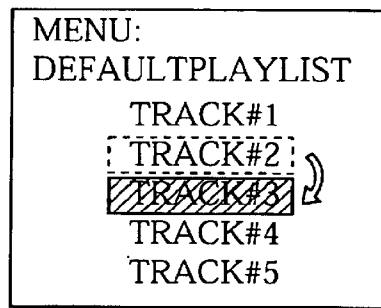 MENU:
DEFAULTPLAYLIST
TRACK#1
TRACK#2
TRACK#3
TRACK#4
TRACK#5